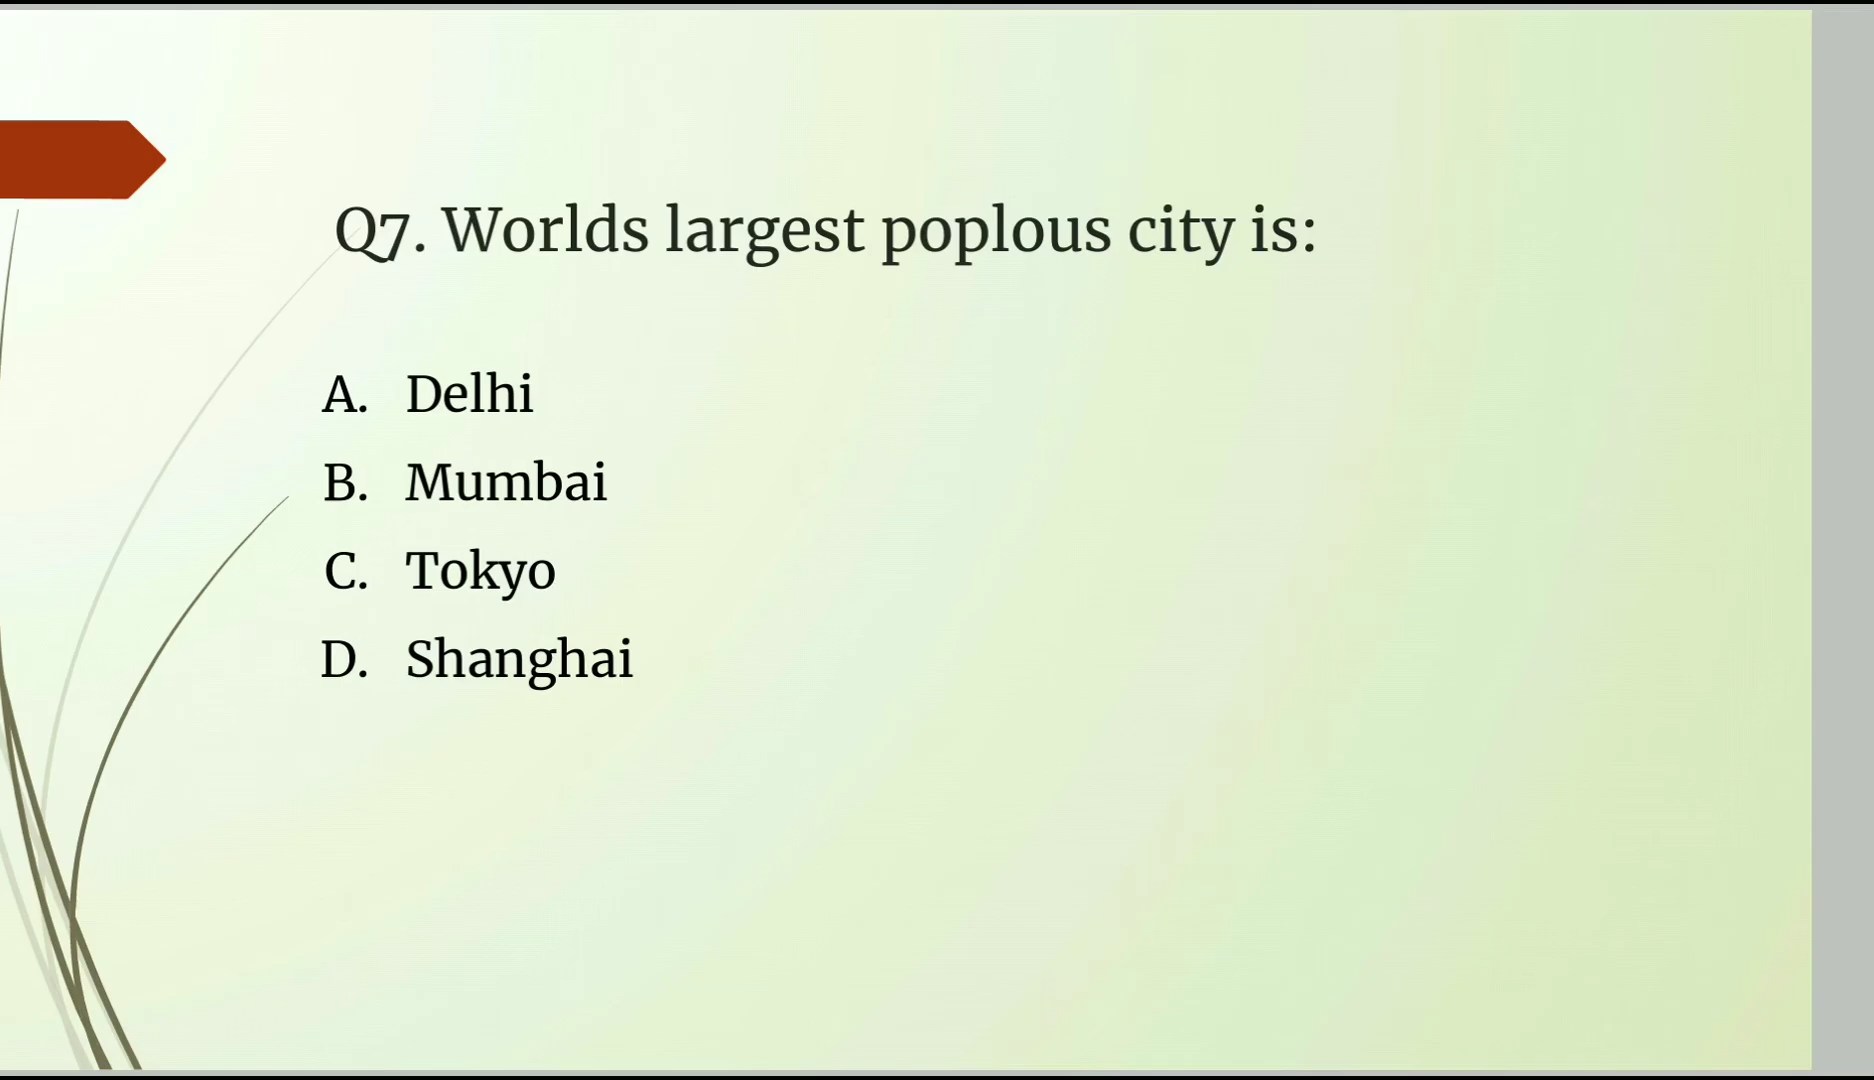 Q7. Worlds largest poplous city is:
A. Delhi
B. Mumbai
C. Tokyo
D. Shanghai